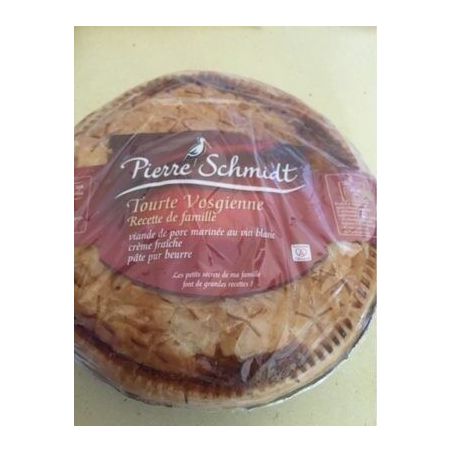 Pierre Schmidt
Tourte Vosgienne
Recette de famille
viande de porc marinée au vin blanc
crème fraîche
pâte pur beurre
Les petits secrets de ma famille
font de grandes recettes !